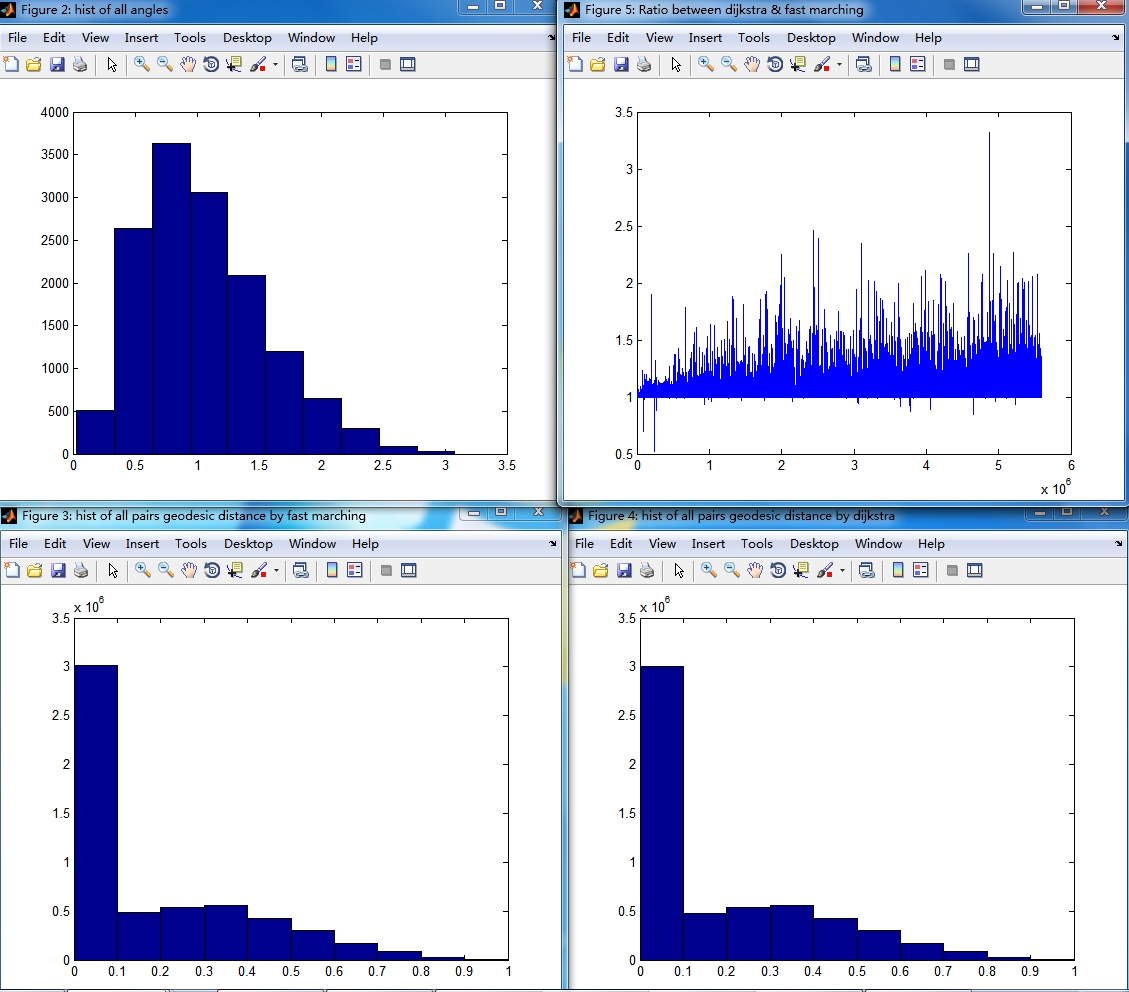 Figure 2: hist of all angles
File Edit View Insert Tools Desktop Window Help
4000
3500
3000
2500
2000
1500
1000
500
0
0 0.5 1 1.5 2 2.5 3 3.5
Figure 5: Ratio between dijkstra & fast marching
File Edit View Insert Tools Desktop Window Help
3.5
3
2.5
2
1.5
1
0.5
0 1 2 3 4 5 6
x 10^6
Figure 3: hist of all pairs geodesic distance by fast marching
File Edit View Insert Tools Desktop Window Help
x 10^6
3.5
3
2.5
2
1.5
1
0.5
0
0 0.1 0.2 0.3 0.4 0.5 0.6 0.7 0.8 0.9 1
Figure 4: hist of all pairs geodesic distance by dijkstra
File Edit View Insert Tools Desktop Window Help
x 10^6
3.5
3
2.5
2
1.5
1
0.5
0
0 0.1 0.2 0.3 0.4 0.5 0.6 0.7 0.8 0.9 1